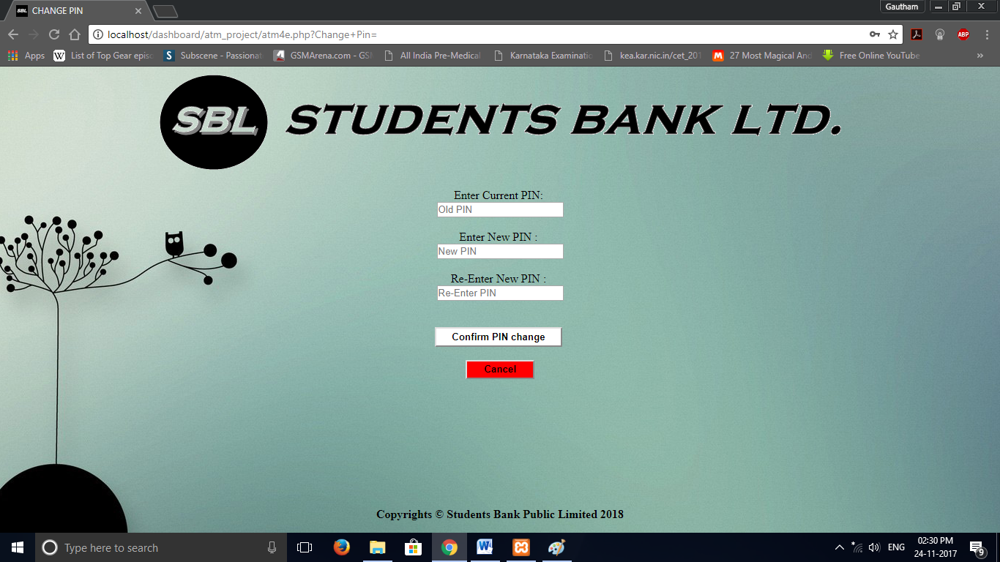 SBL CHANGE PIN
Gautham
localhost/dashboard/atm_project/atm4e.php?Change+Pin=
ABP
Apps
W List of Top Gear episo
S Subscene - Passionat
GSMArena.com - GSM
All India Pre-Medical
Karnataka Examinatio
kea.kar.nic.in/cet_201
27 Most Magical And
Free Online YouTube
»
SBL STUDENTS BANK LTD.
Enter Current PIN:
Old PIN
Enter New PIN :
New PIN
Re-Enter New PIN :
Re-Enter PIN
Confirm PIN change
Cancel
Copyrights © Students Bank Public Limited 2018
Type here to search
ENG
02:30 PM
24-11-2017
9